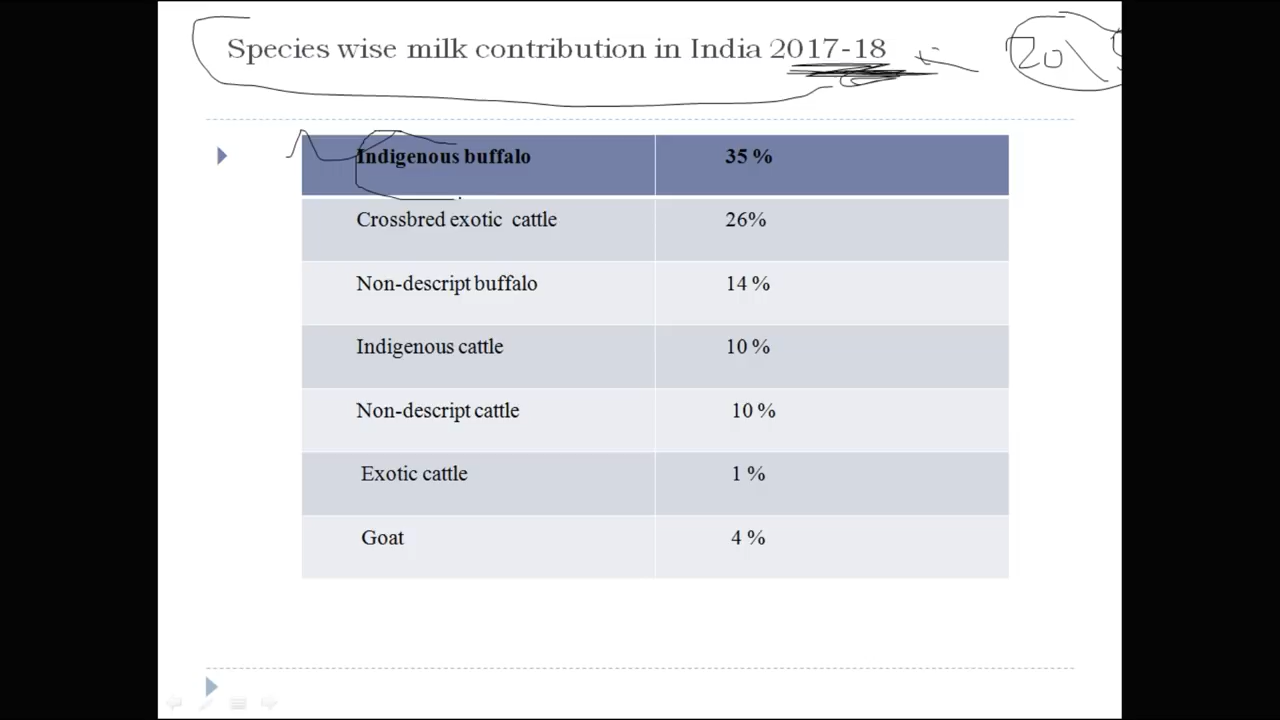 Species wise milk contribution in India 2017-18
201
Indigenous buffalo 35 %
Crossbred exotic cattle 26%
Non-descript buffalo 14 %
Indigenous cattle 10 %
Non-descript cattle 10 %
Exotic cattle 1 %
Goat 4 %